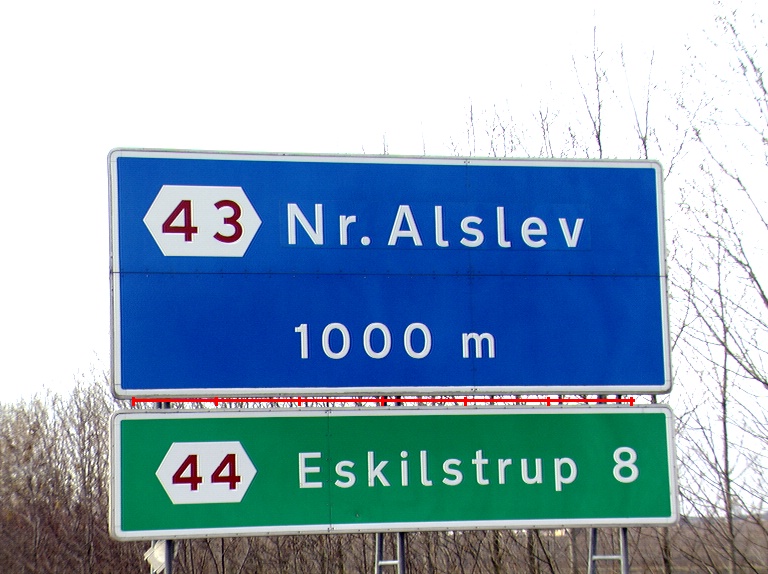 43 Nr. Alslev
1000 m
44 Eskilstrup 8